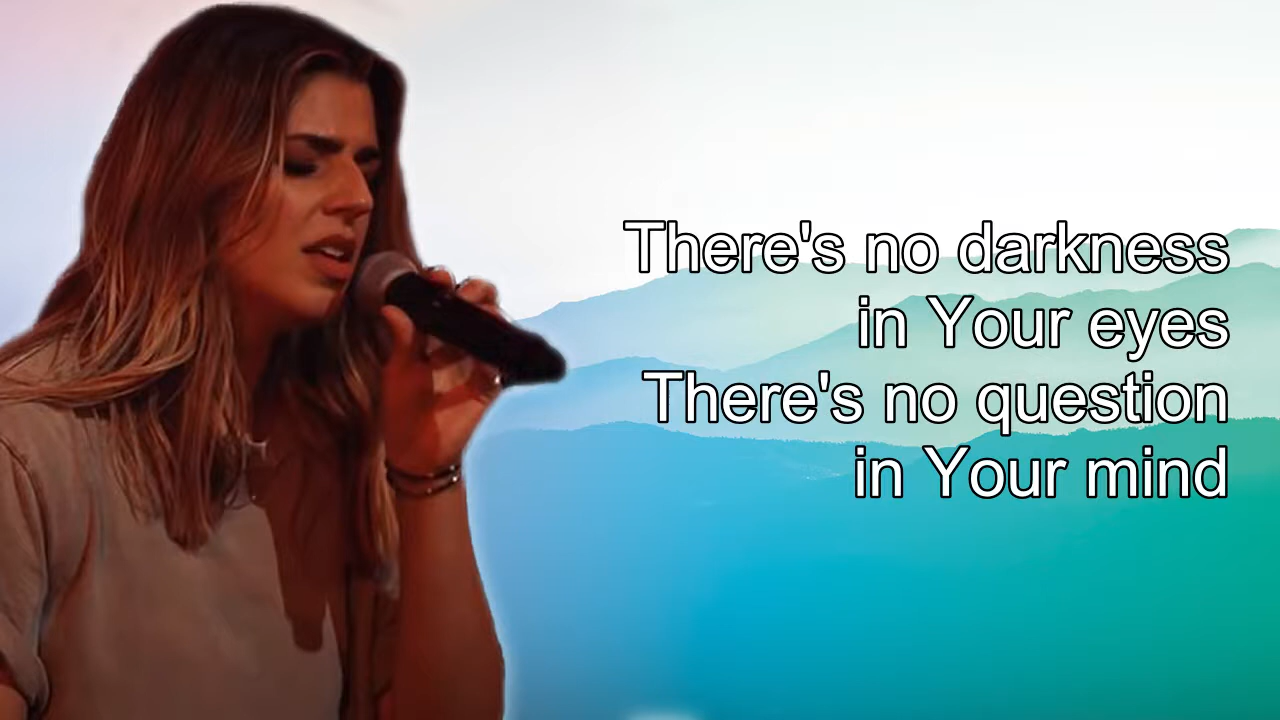 There's no darkness
in Your eyes
There's no question
in Your mind